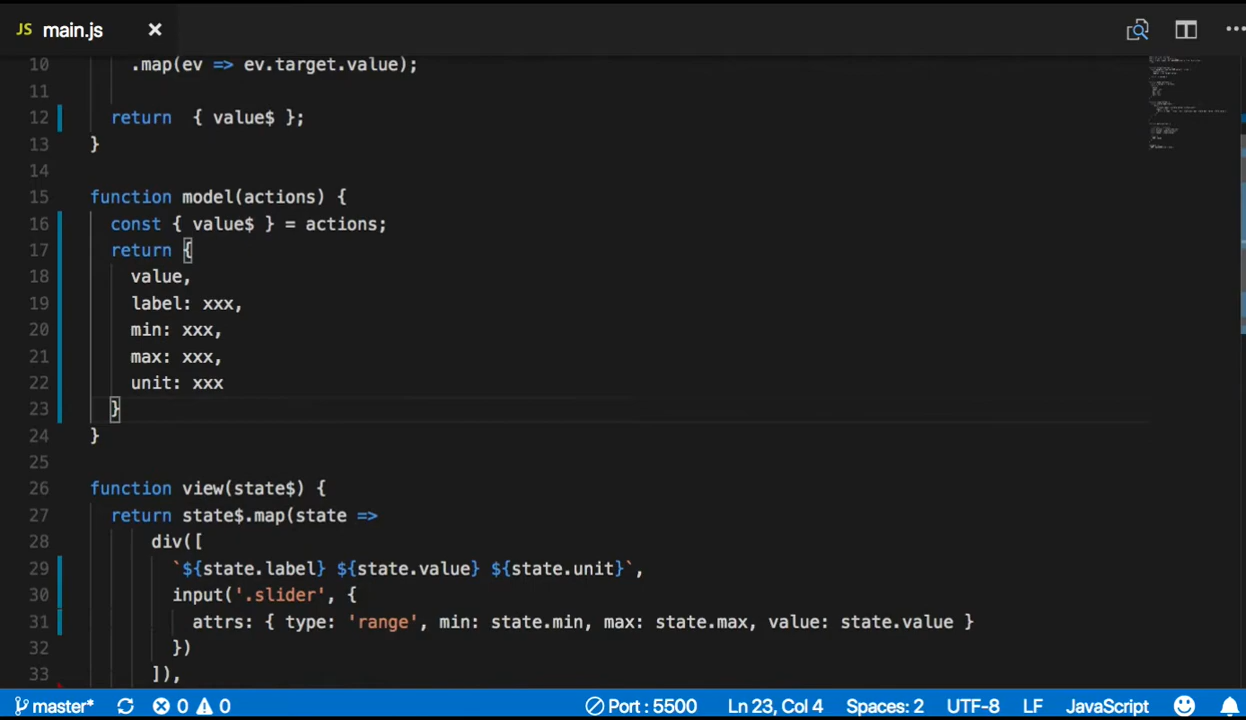 JS main.js ×
10 .map(ev => ev.target.value);
11
12 return  { value$ };
13 }
14
15 function model(actions) {
16 const { value$ } = actions;
17 return {
18 value,
19 label: xxx,
20 min: xxx,
21 max: xxx,
22 unit: xxx
23 }
24 }
25
26 function view(state$) {
27 return state$.map(state =>
28 div([
29 `${state.label} ${state.value} ${state.unit}`,
30 input('.slider', {
31 attrs: { type: 'range', min: state.min, max: state.max, value: state.value }
32 })
33 ]),
master* 0 0 Port : 5500 Ln 23, Col 4 Spaces: 2 UTF-8 LF JavaScript